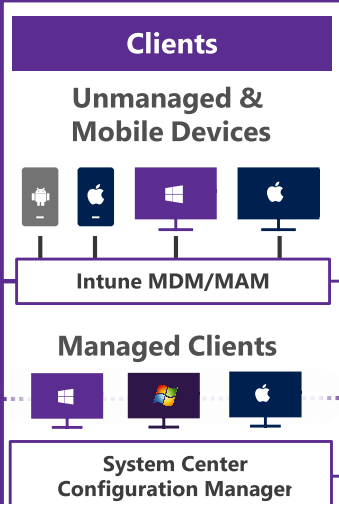 Clients
Unmanaged &
Mobile Devices
Intune MDM/MAM
Managed Clients
System Center
Configuration Manager